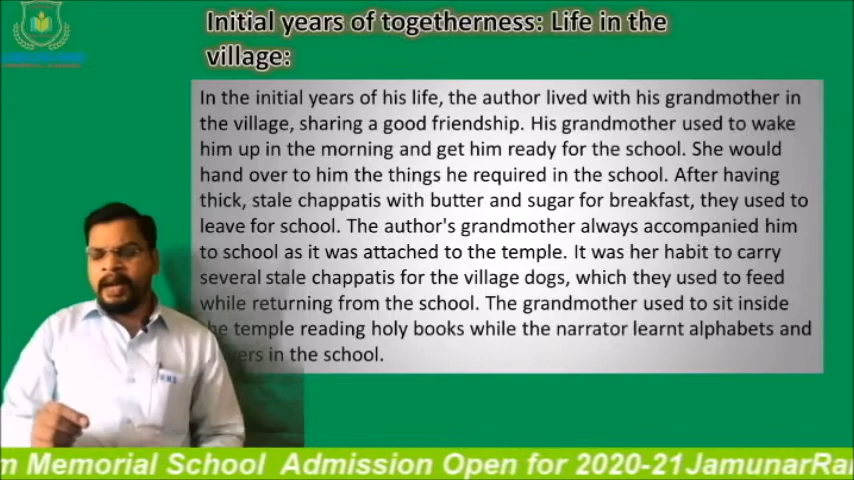 Initial years of togetherness: Life in the
village:
In the initial years of his life, the author lived with his grandmother in
the village, sharing a good friendship. His grandmother used to wake
him up in the morning and get him ready for the school. She would
hand over to him the things he required in the school. After having
thick, stale chappatis with butter and sugar for breakfast, they used to
leave for school. The author's grandmother always accompanied him
to school as it was attached to the temple. It was her habit to carry
several stale chappatis for the village dogs, which they used to feed
while returning from the school. The grandmother used to sit inside
temple reading holy books while the narrator learnt alphabets and
in the school.
Memorial School Admission Open for 2020-21